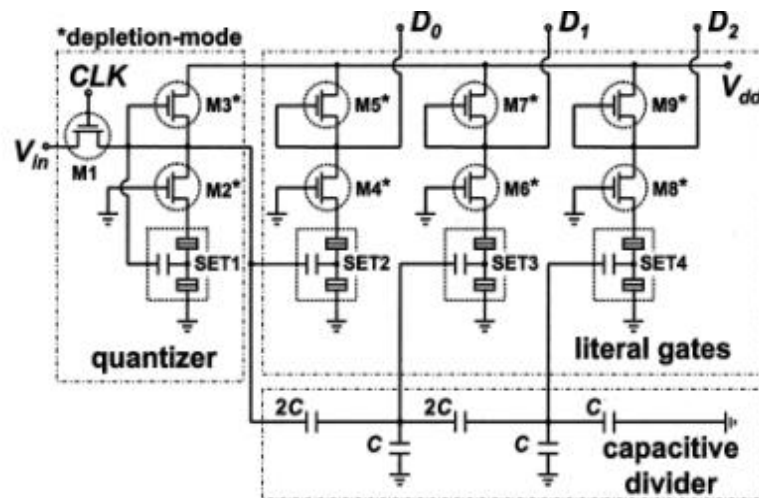 *depletion-mode
D0 D1 D2
CLK
Vdd
M3* M5* M7* M9*
Vin
M1
M2* M4* M6* M8*
SET1 SET2 SET3 SET4
quantizer
literal gates
2C 2C C
C C
capacitive
divider